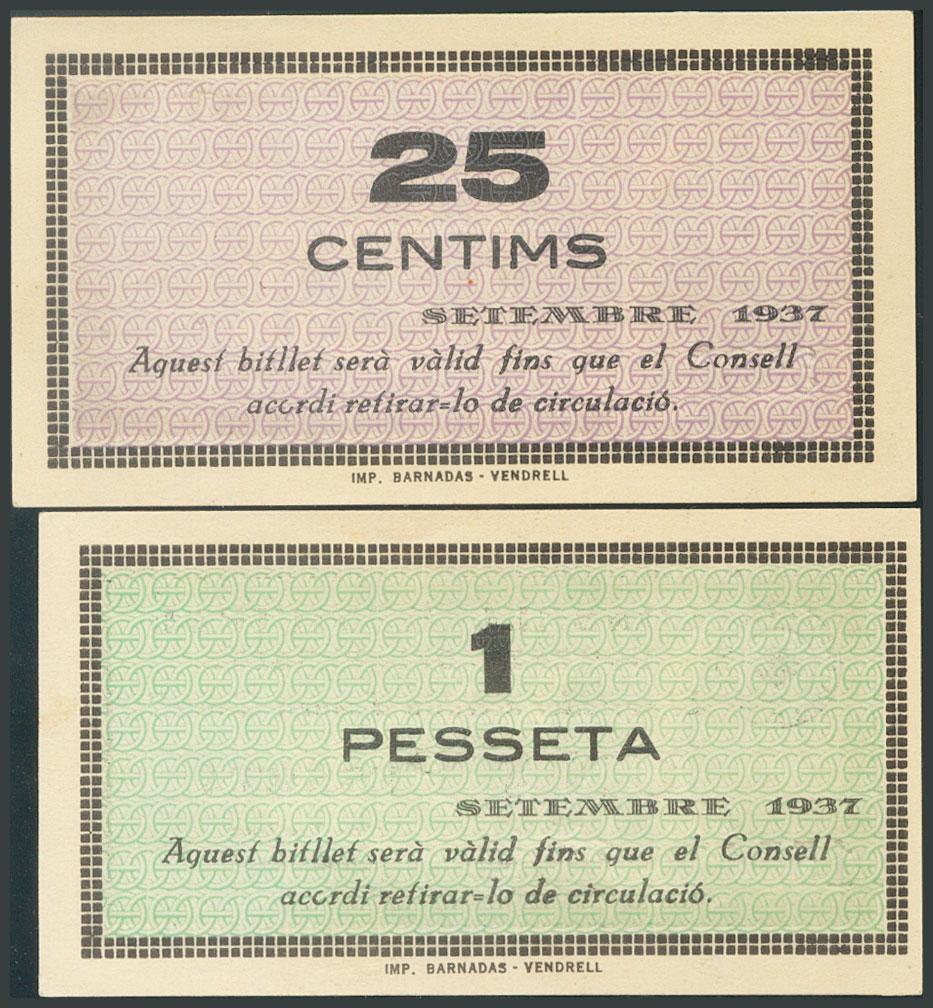 25
CENTIMS
SETEMBRE 1937
Aquest bitllet serà vàlid fins que el Consell
acordi retirar=lo de circulació.
IMP. BARNADAS - VENDRELL
1
PESSETA
SETEMBRE 1937
Aquest bitllet serà vàlid fins que el Consell
acordi retirar=lo de circulació.
IMP. BARNADAS - VENDRELL